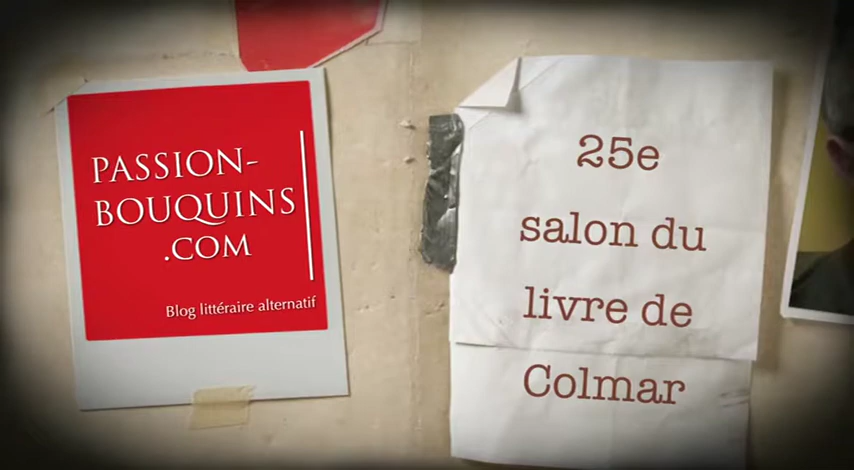 PASSION-
BOUQUINS
.COM
Blog littéraire alternatif
25e
salon du
livre de
Colmar